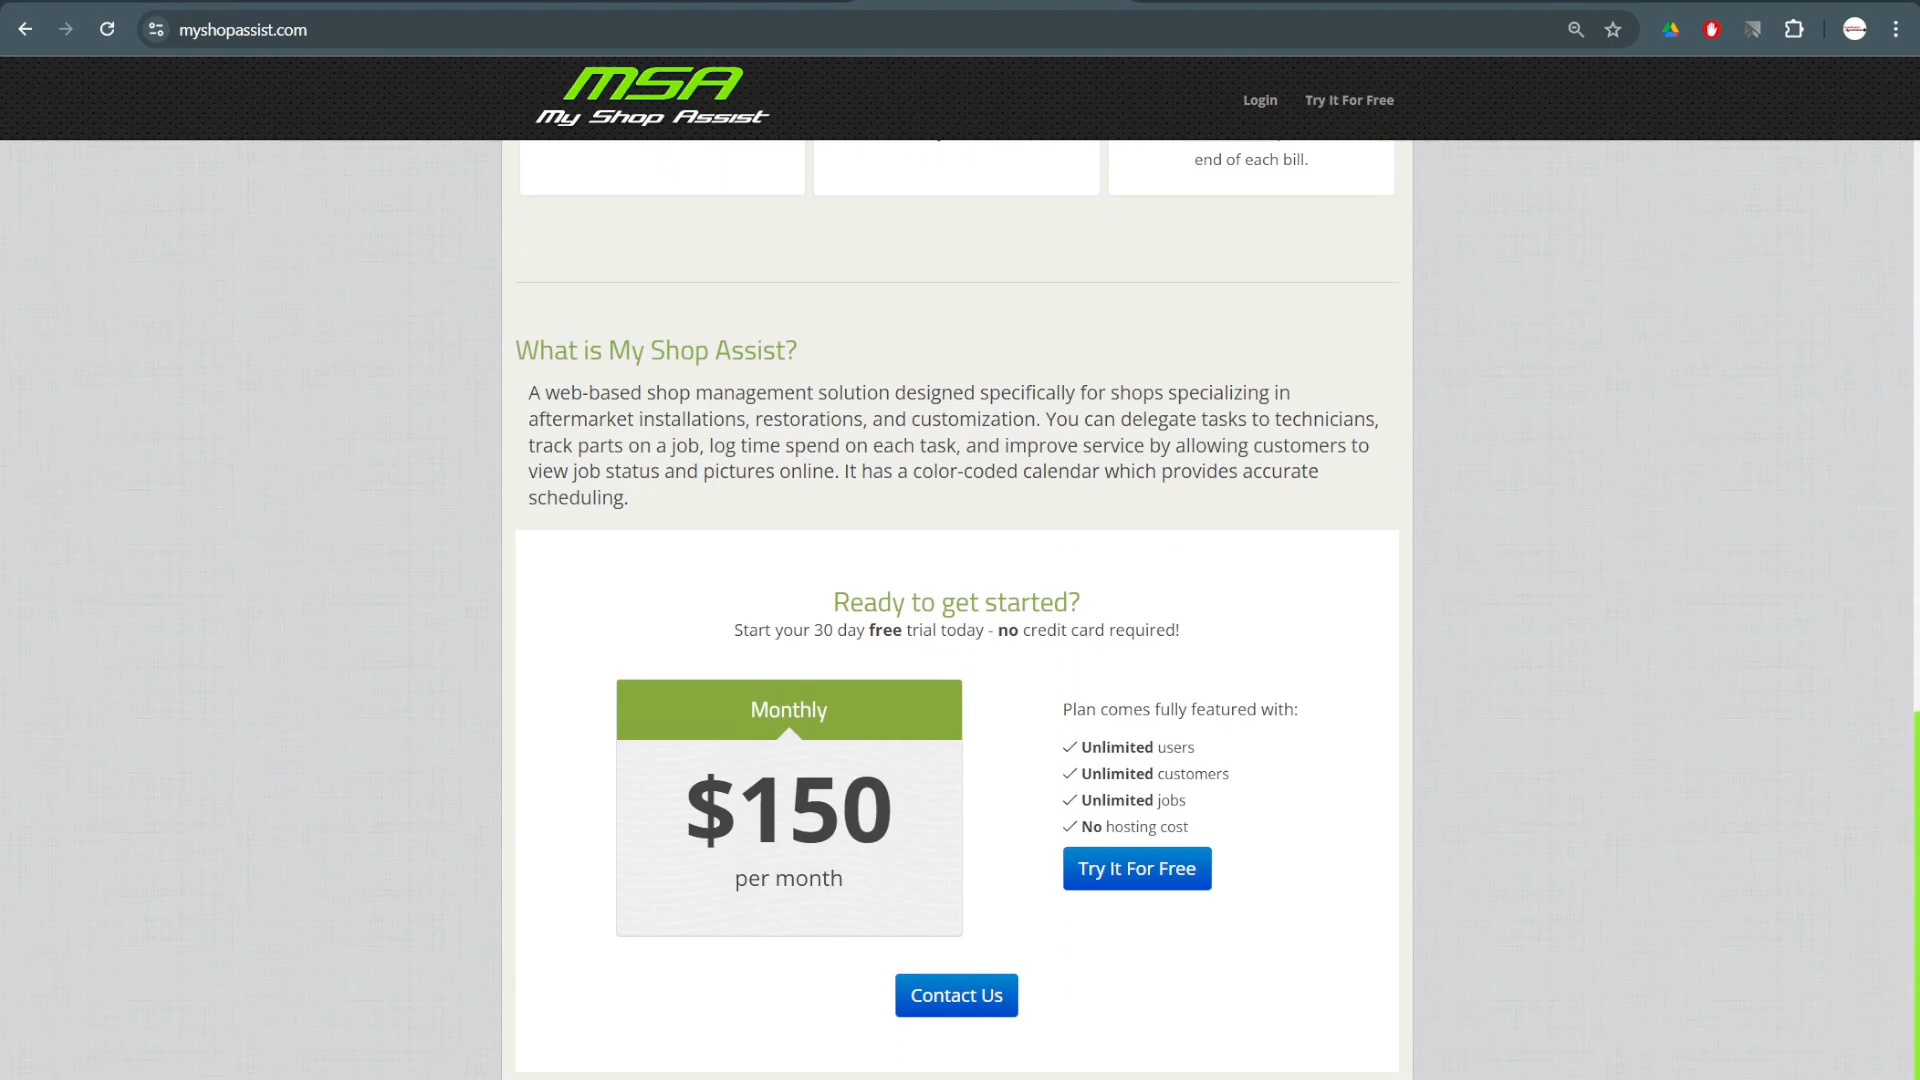 myshopassist.com
MSA
My Shop Assist
Login
Try It For Free
end of each bill.
What is My Shop Assist?
A web-based shop management solution designed specifically for shops specializing in
aftermarket installations, restorations, and customization. You can delegate tasks to technicians,
track parts on a job, log time spend on each task, and improve service by allowing customers to
view job status and pictures online. It has a color-coded calendar which provides accurate
scheduling.
Ready to get started?
Start your 30 day free trial today - no credit card required!
Monthly
$150
per month
Plan comes fully featured with:
Unlimited users
Unlimited customers
Unlimited jobs
No hosting cost
Try It For Free
Contact Us